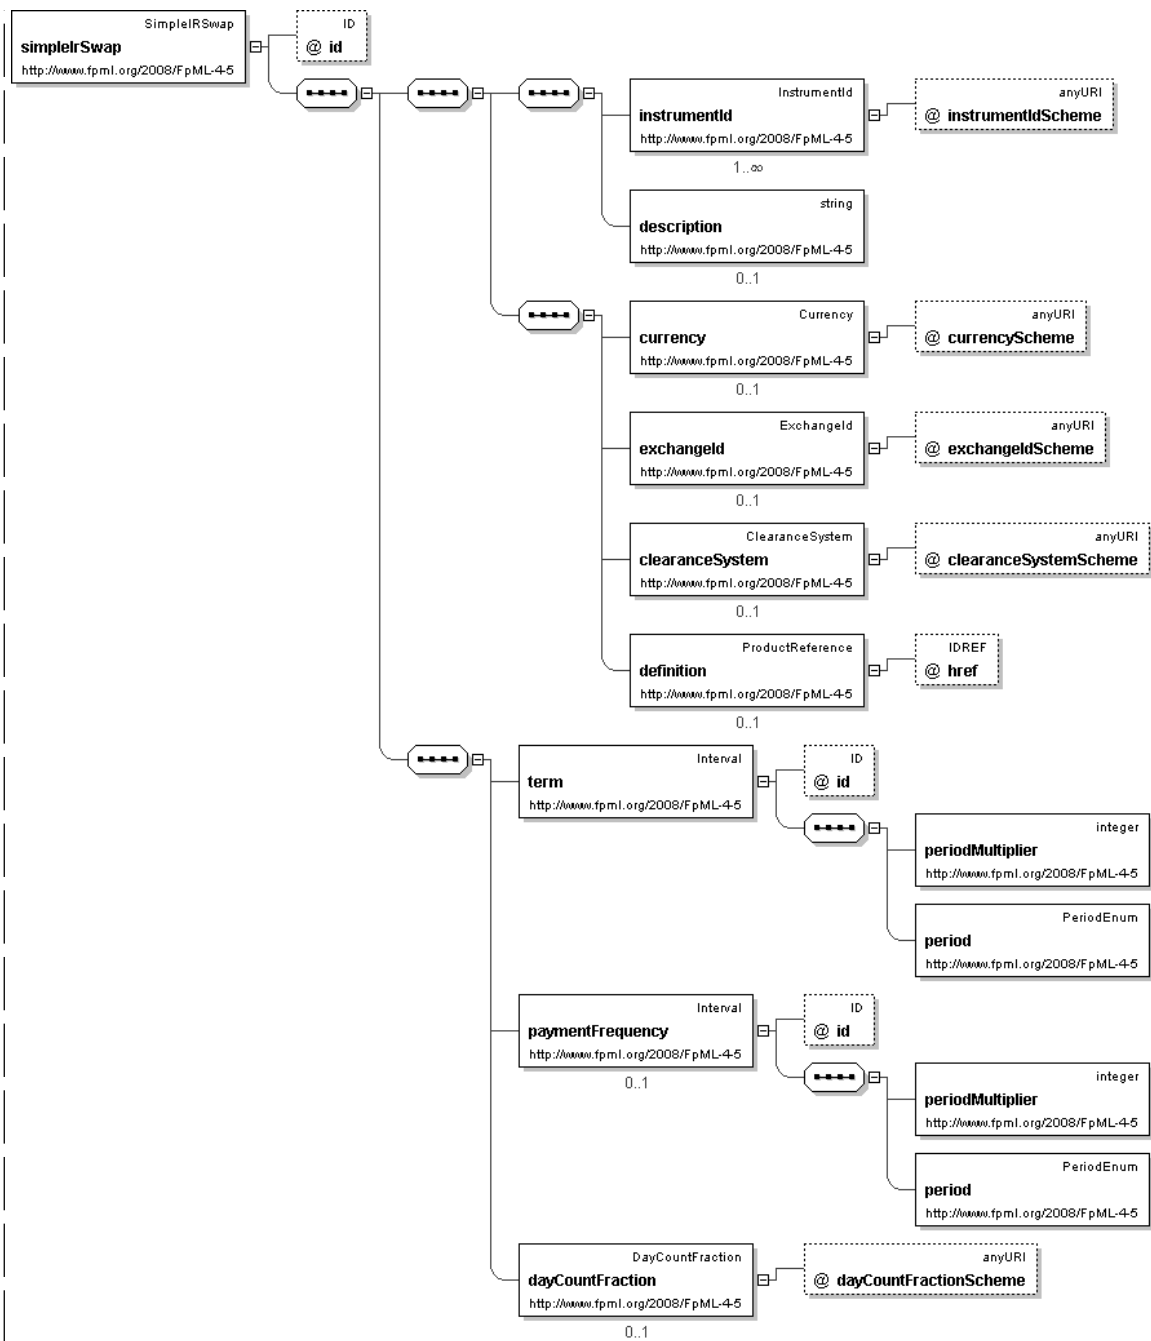 SimpleIRSwap
simpleIrSwap
http://www.fpml.org/2008/FpML-4-5
ID
@ id
InstrumentId
instrumentId
http://www.fpml.org/2008/FpML-4-5
1..∞
anyURI
@ instrumentIdScheme
string
description
http://www.fpml.org/2008/FpML-4-5
0..1
Currency
currency
http://www.fpml.org/2008/FpML-4-5
0..1
anyURI
@ currencyScheme
ExchangeId
exchangeId
http://www.fpml.org/2008/FpML-4-5
0..1
anyURI
@ exchangeIdScheme
ClearanceSystem
clearanceSystem
http://www.fpml.org/2008/FpML-4-5
0..1
anyURI
@ clearanceSystemScheme
ProductReference
definition
http://www.fpml.org/2008/FpML-4-5
0..1
IDREF
@ href
Interval
term
http://www.fpml.org/2008/FpML-4-5
ID
@ id
integer
periodMultiplier
http://www.fpml.org/2008/FpML-4-5
PeriodEnum
period
http://www.fpml.org/2008/FpML-4-5
Interval
paymentFrequency
http://www.fpml.org/2008/FpML-4-5
0..1
ID
@ id
integer
periodMultiplier
http://www.fpml.org/2008/FpML-4-5
PeriodEnum
period
http://www.fpml.org/2008/FpML-4-5
DayCountFraction
dayCountFraction
http://www.fpml.org/2008/FpML-4-5
0..1
anyURI
@ dayCountFractionScheme